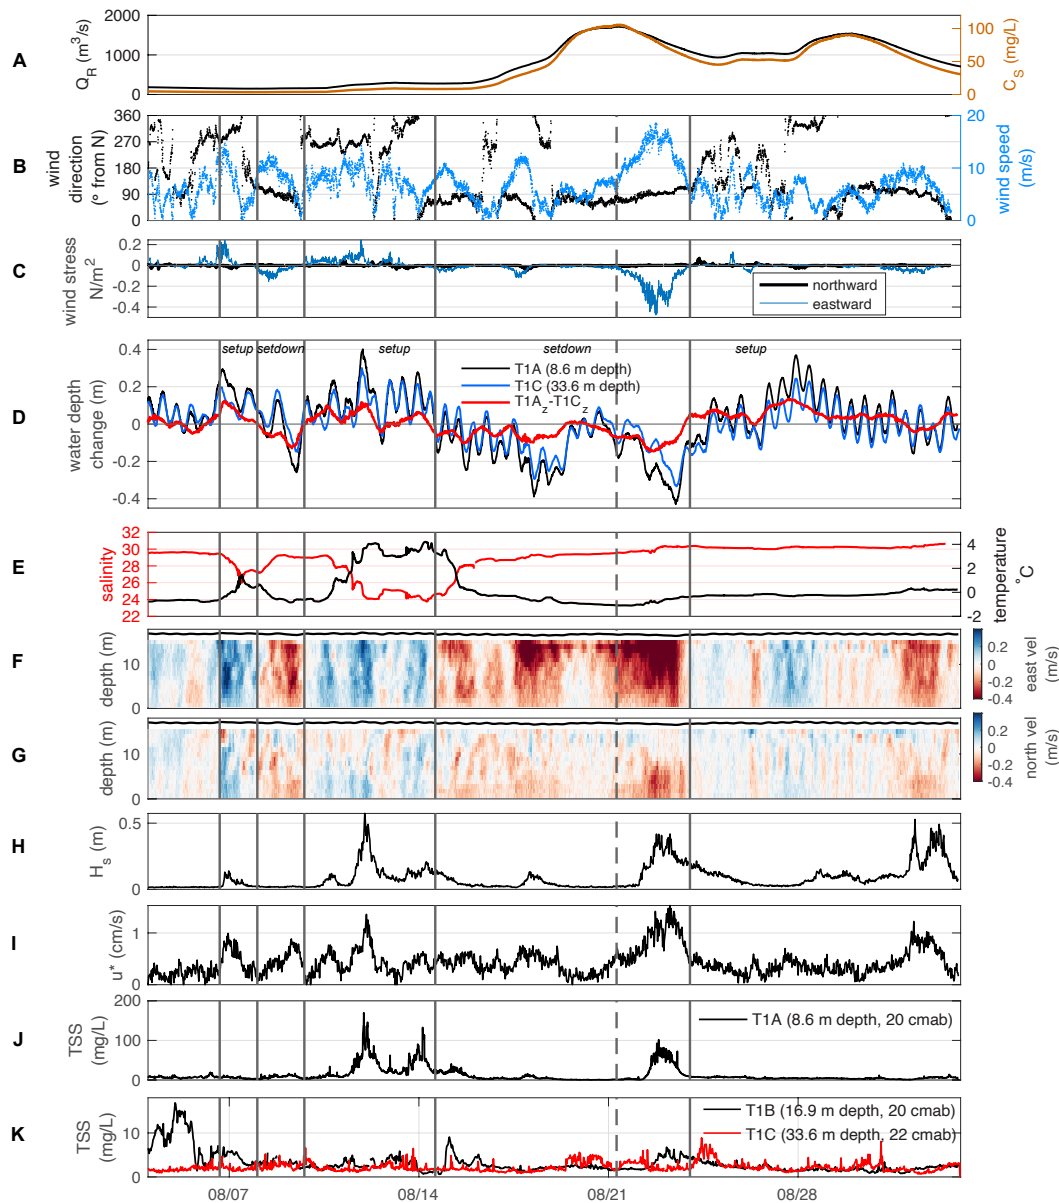 A
Q_R (m^3/s)
2000
1000
0
100
50
0
C_S (mg/L)
B
wind
direction
(° from N)
360
270
180
90
0
20
10
0
wind speed
(m/s)
C
wind stress
N/m^2
0.2
0
-0.2
-0.4
northward
eastward
D
water depth
change (m)
0.4
0.2
0
-0.2
-0.4
setup
setdown
setup
setdown
setup
T1A (8.6 m depth)
T1C (33.6 m depth)
T1A_z-T1C_z
E
salinity
32
30
28
26
24
22
4
2
0
-2
temperature
°C
F
depth (m)
10
0
0.2
0
-0.2
-0.4
east vel
(m/s)
G
depth (m)
10
0
0.2
0
-0.2
-0.4
north vel
(m/s)
H
H_s (m)
0.5
0
I
u* (cm/s)
1
0
J
TSS
(mg/L)
200
100
0
T1A (8.6 m depth, 20 cmab)
K
TSS
(mg/L)
10
0
T1B (16.9 m depth, 20 cmab)
T1C (33.6 m depth, 22 cmab)
08/07
08/14
08/21
08/28